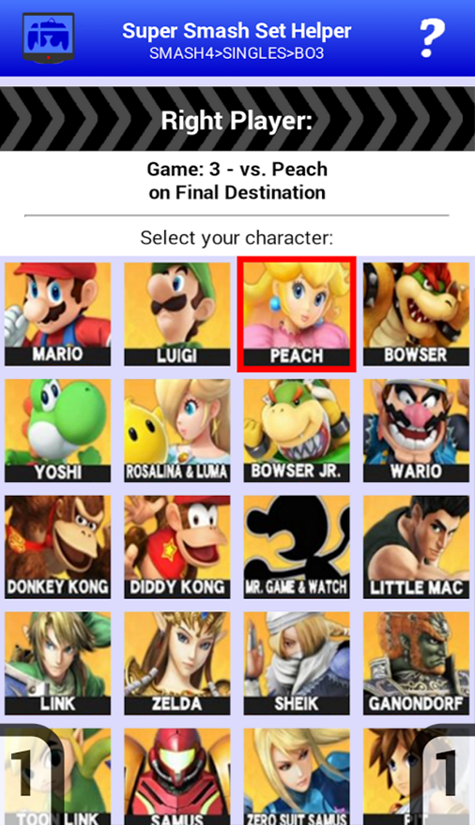 Super Smash Set Helper
SMASH4>SINGLES>BO3
?
Right Player:
Game: 3 - vs. Peach
on Final Destination
Select your character:
MARIO
LUIGI
PEACH
BOWSER
YOSHI
ROSALINA & LUMA
BOWSER JR.
WARIO
DONKEY KONG
DIDDY KONG
MR. GAME & WATCH
LITTLE MAC
LINK
ZELDA
SHEIK
GANONDORF
1
1
TOON LINK
SAMUS
ZERO SUIT SAMUS
PIT